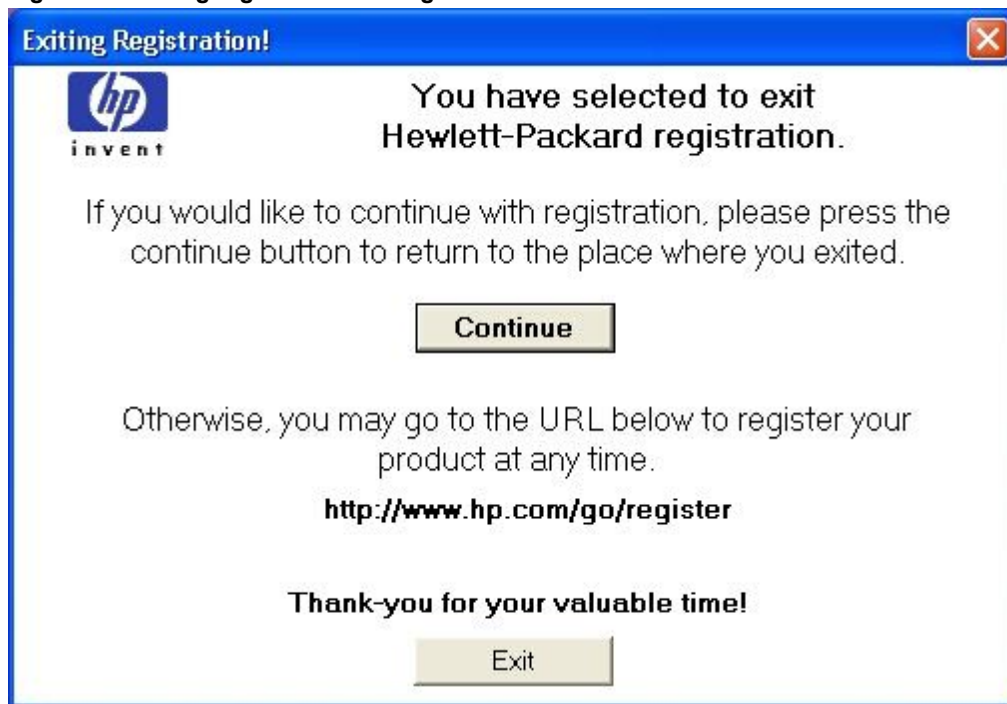 Exiting Registration!
hp
invent
You have selected to exit
Hewlett-Packard registration.
If you would like to continue with registration, please press the
continue button to return to the place where you exited.
Continue
Otherwise, you may go to the URL below to register your
product at any time.
http://www.hp.com/go/register
Thank-you for your valuable time!
Exit